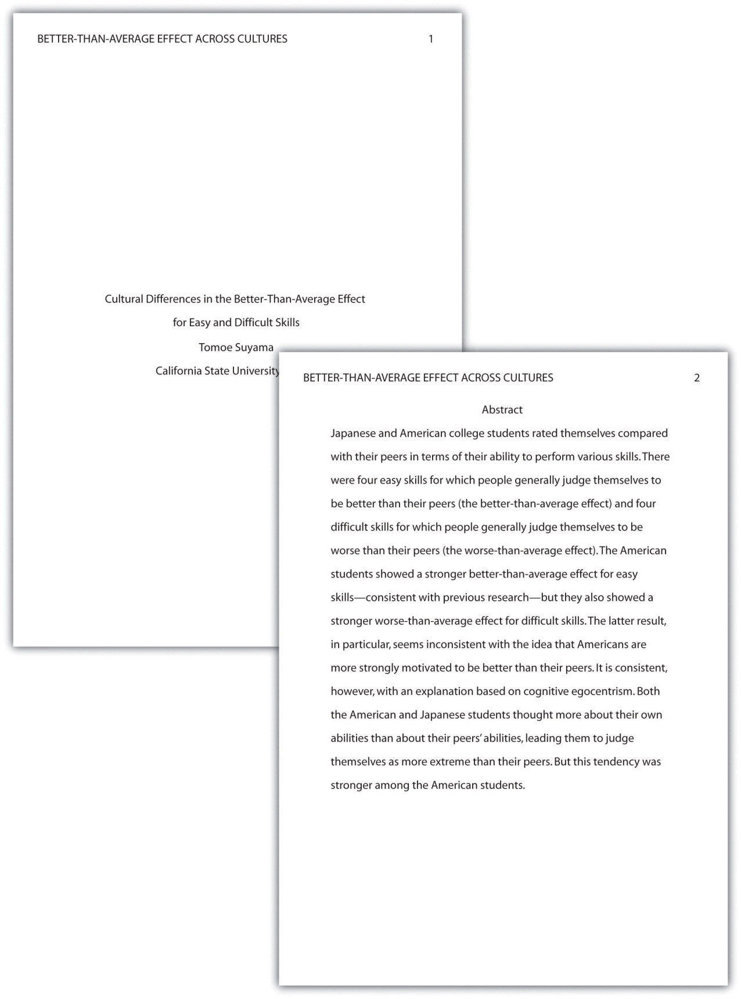 BETTER-THAN-AVERAGE EFFECT ACROSS CULTURES 1
Cultural Differences in the Better-Than-Average Effect
for Easy and Difficult Skills
Tomoe Suyama
California State University
BETTER-THAN-AVERAGE EFFECT ACROSS CULTURES 2
Abstract
Japanese and American college students rated themselves compared
with their peers in terms of their ability to perform various skills. There
were four easy skills for which people generally judge themselves to
be better than their peers (the better-than-average effect) and four
difficult skills for which people generally judge themselves to be
worse than their peers (the worse-than-average effect). The American
students showed a stronger better-than-average effect for easy
skills—consistent with previous research—but they also showed a
stronger worse-than-average effect for difficult skills. The latter result,
in particular, seems inconsistent with the idea that Americans are
more strongly motivated to be better than their peers. It is consistent,
however, with an explanation based on cognitive egocentrism. Both
the American and Japanese students thought more about their own
abilities than about their peers’ abilities, leading them to judge
themselves as more extreme than their peers. But this tendency was
stronger among the American students.